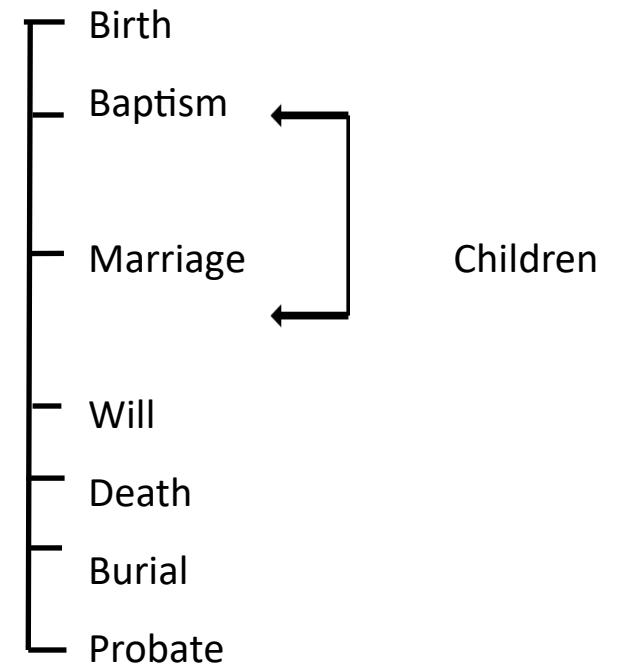 Birth
Baptism
Marriage
Children
Will
Death
Burial
Probate